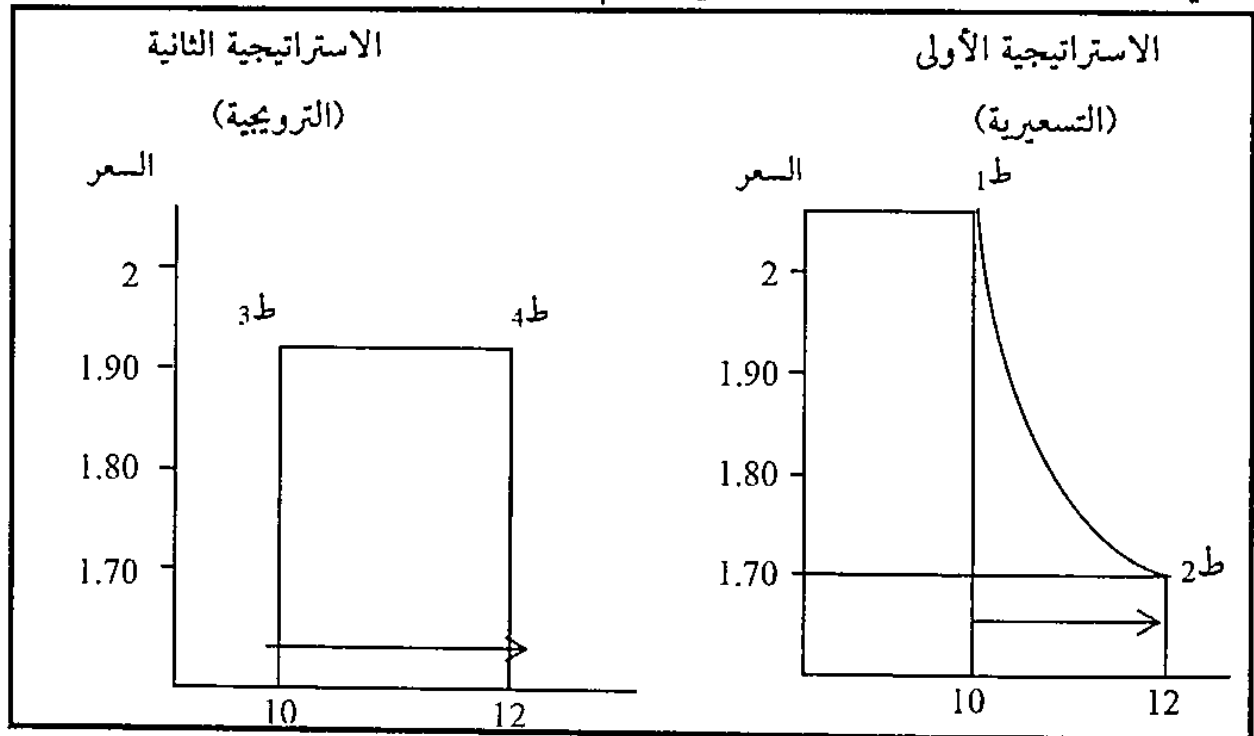 الاستراتيجية الأولى
(التسعيرية)
السعر
ط1
2
1.90
1.80
1.70
ط2
10 12
الاستراتيجية الثانية
(الترويجية)
السعر
2
ط3
ط4
1.90
1.80
1.70
10 12